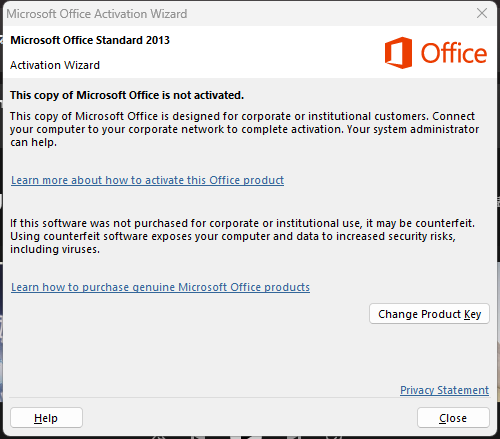 Microsoft Office Activation Wizard
Microsoft Office Standard 2013
Activation Wizard
Office
This copy of Microsoft Office is not activated.
This copy of Microsoft Office is designed for corporate or institutional customers. Connect
your computer to your corporate network to complete activation. Your system administrator
can help.
Learn more about how to activate this Office product
If this software was not purchased for corporate or institutional use, it may be counterfeit.
Using counterfeit software exposes your computer and data to increased security risks,
including viruses.
Learn how to purchase genuine Microsoft Office products
Change Product Key
Privacy Statement
Help
Close